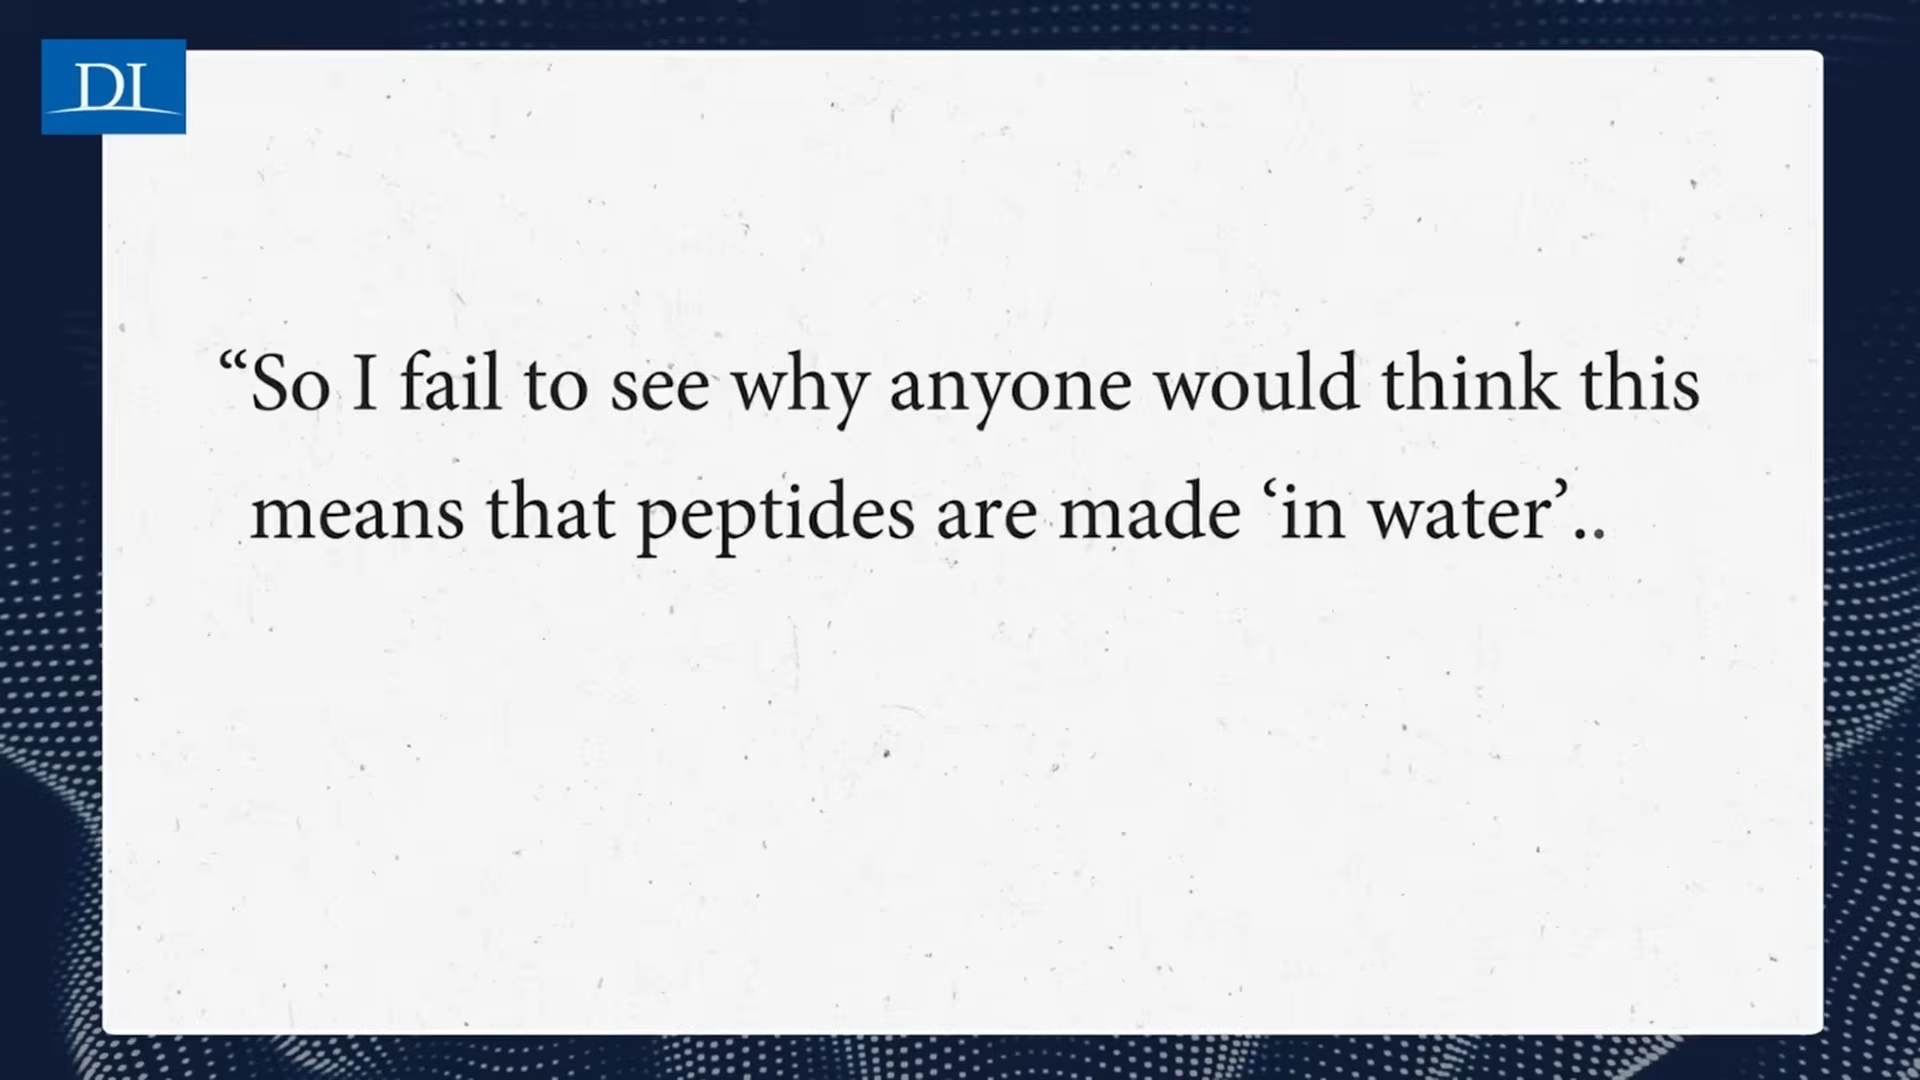 DI
“So I fail to see why anyone would think this
means that peptides are made ‘in water’..